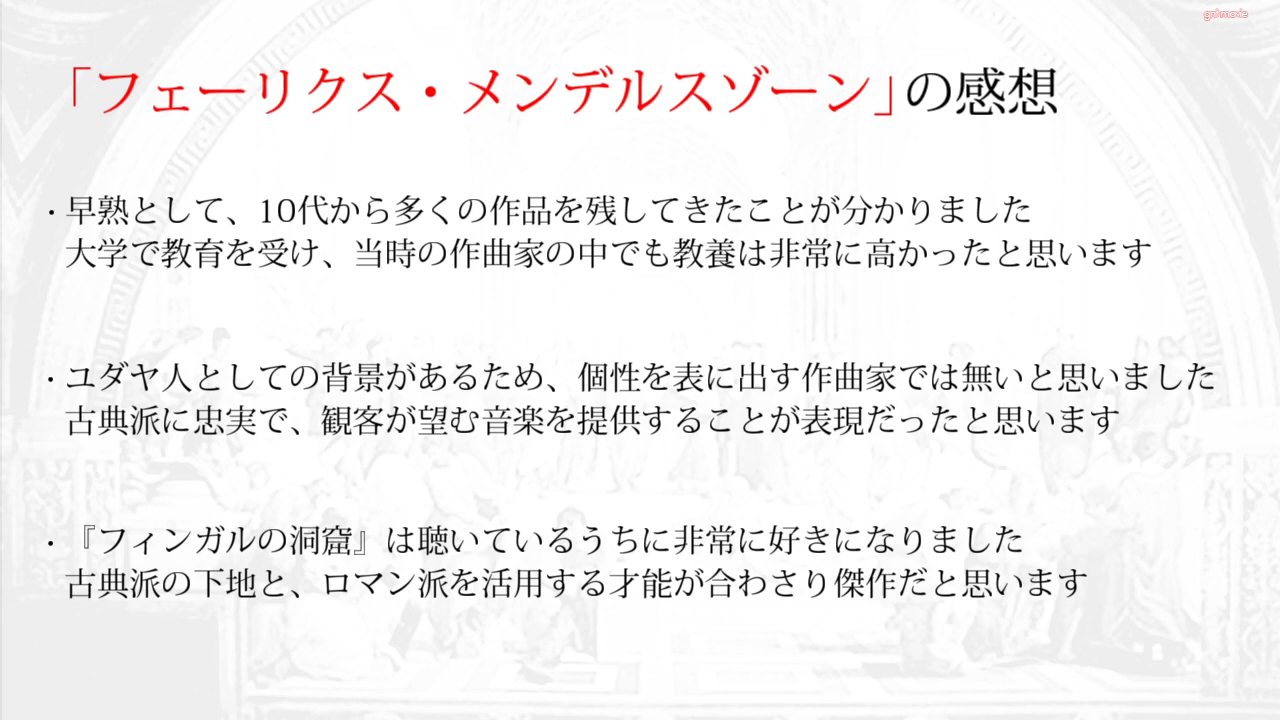 「フェーリクス・メンデルスゾーン」の感想
・早熟として、10代から多くの作品を残してきたことが分かりました
大学で教育を受け、当時の作曲家の中でも教養は非常に高かったと思います
・ユダヤ人としての背景があるため、個性を表に出す作曲家では無いと思いました
古典派に忠実で、観客が望む音楽を提供することが表現だったと思います
・『フィンガルの洞窟』は聴いているうちに非常に好きになりました
古典派の下地と、ロマン派を活用する才能が合わさり傑作だと思います